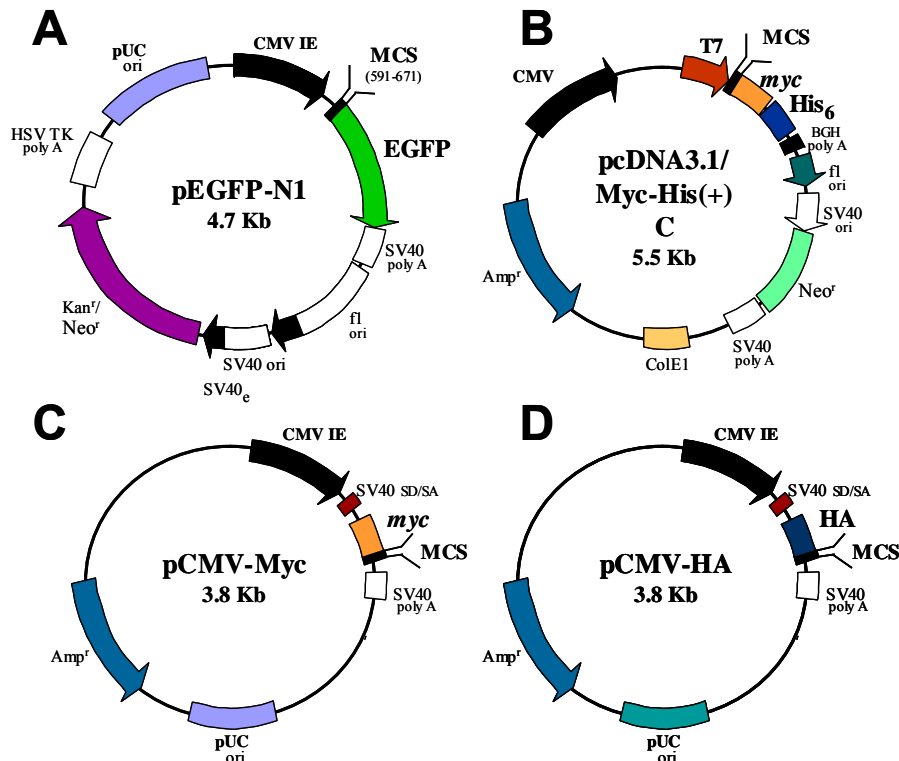 A
pUC
ori
CMV IE
MCS
(591-671)
HSV TK
poly A
EGFP
pEGFP-N1
4.7 Kb
SV40
poly A
Kanr/
Neor
f1
ori
SV40 ori
SV40e
B
T7
MCS
CMV
myc
His6
BGH
poly A
pcDNA3.1/
Myc-His(+)
C
5.5 Kb
f1
ori
SV40
ori
Ampr
Neor
SV40
poly A
ColE1
C
CMV IE
SV40 SD/SA
myc
MCS
pCMV-Myc
3.8 Kb
SV40
poly A
Ampr
pUC
ori
D
CMV IE
SV40 SD/SA
HA
MCS
pCMV-HA
3.8 Kb
SV40
poly A
Ampr
pUC
ori